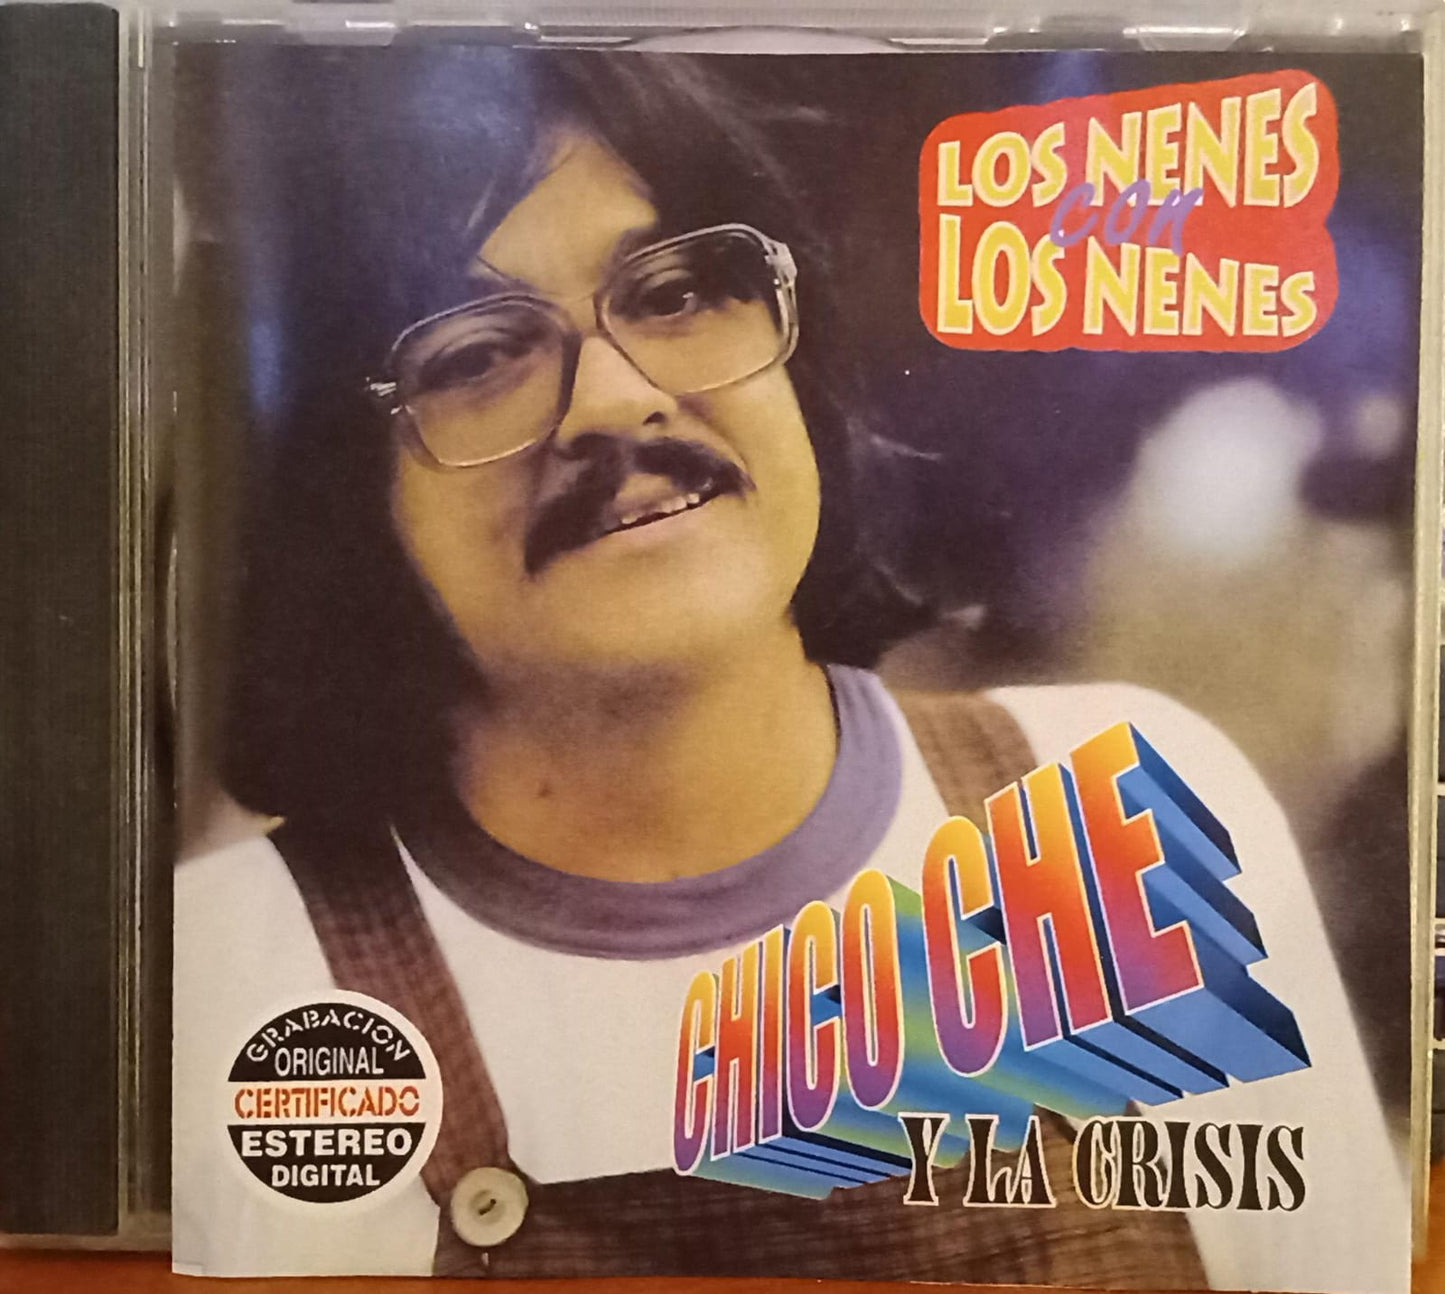 LOS NENES
con
LOS NENES
CHICO CHE
Y LA CRISIS
GRABACION
ORIGINAL
CERTIFICADO
ESTEREO
DIGITAL